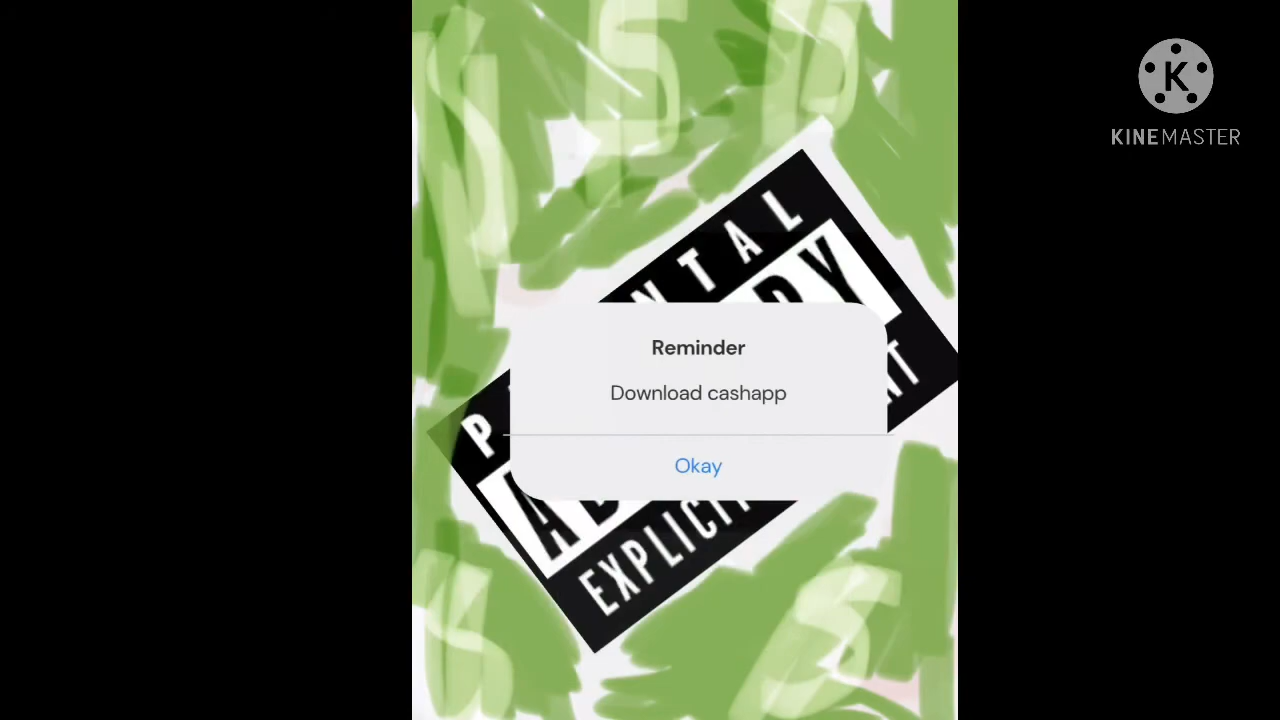 KINEMASTER
Reminder
Download cashapp
Okay
EXPLICIT